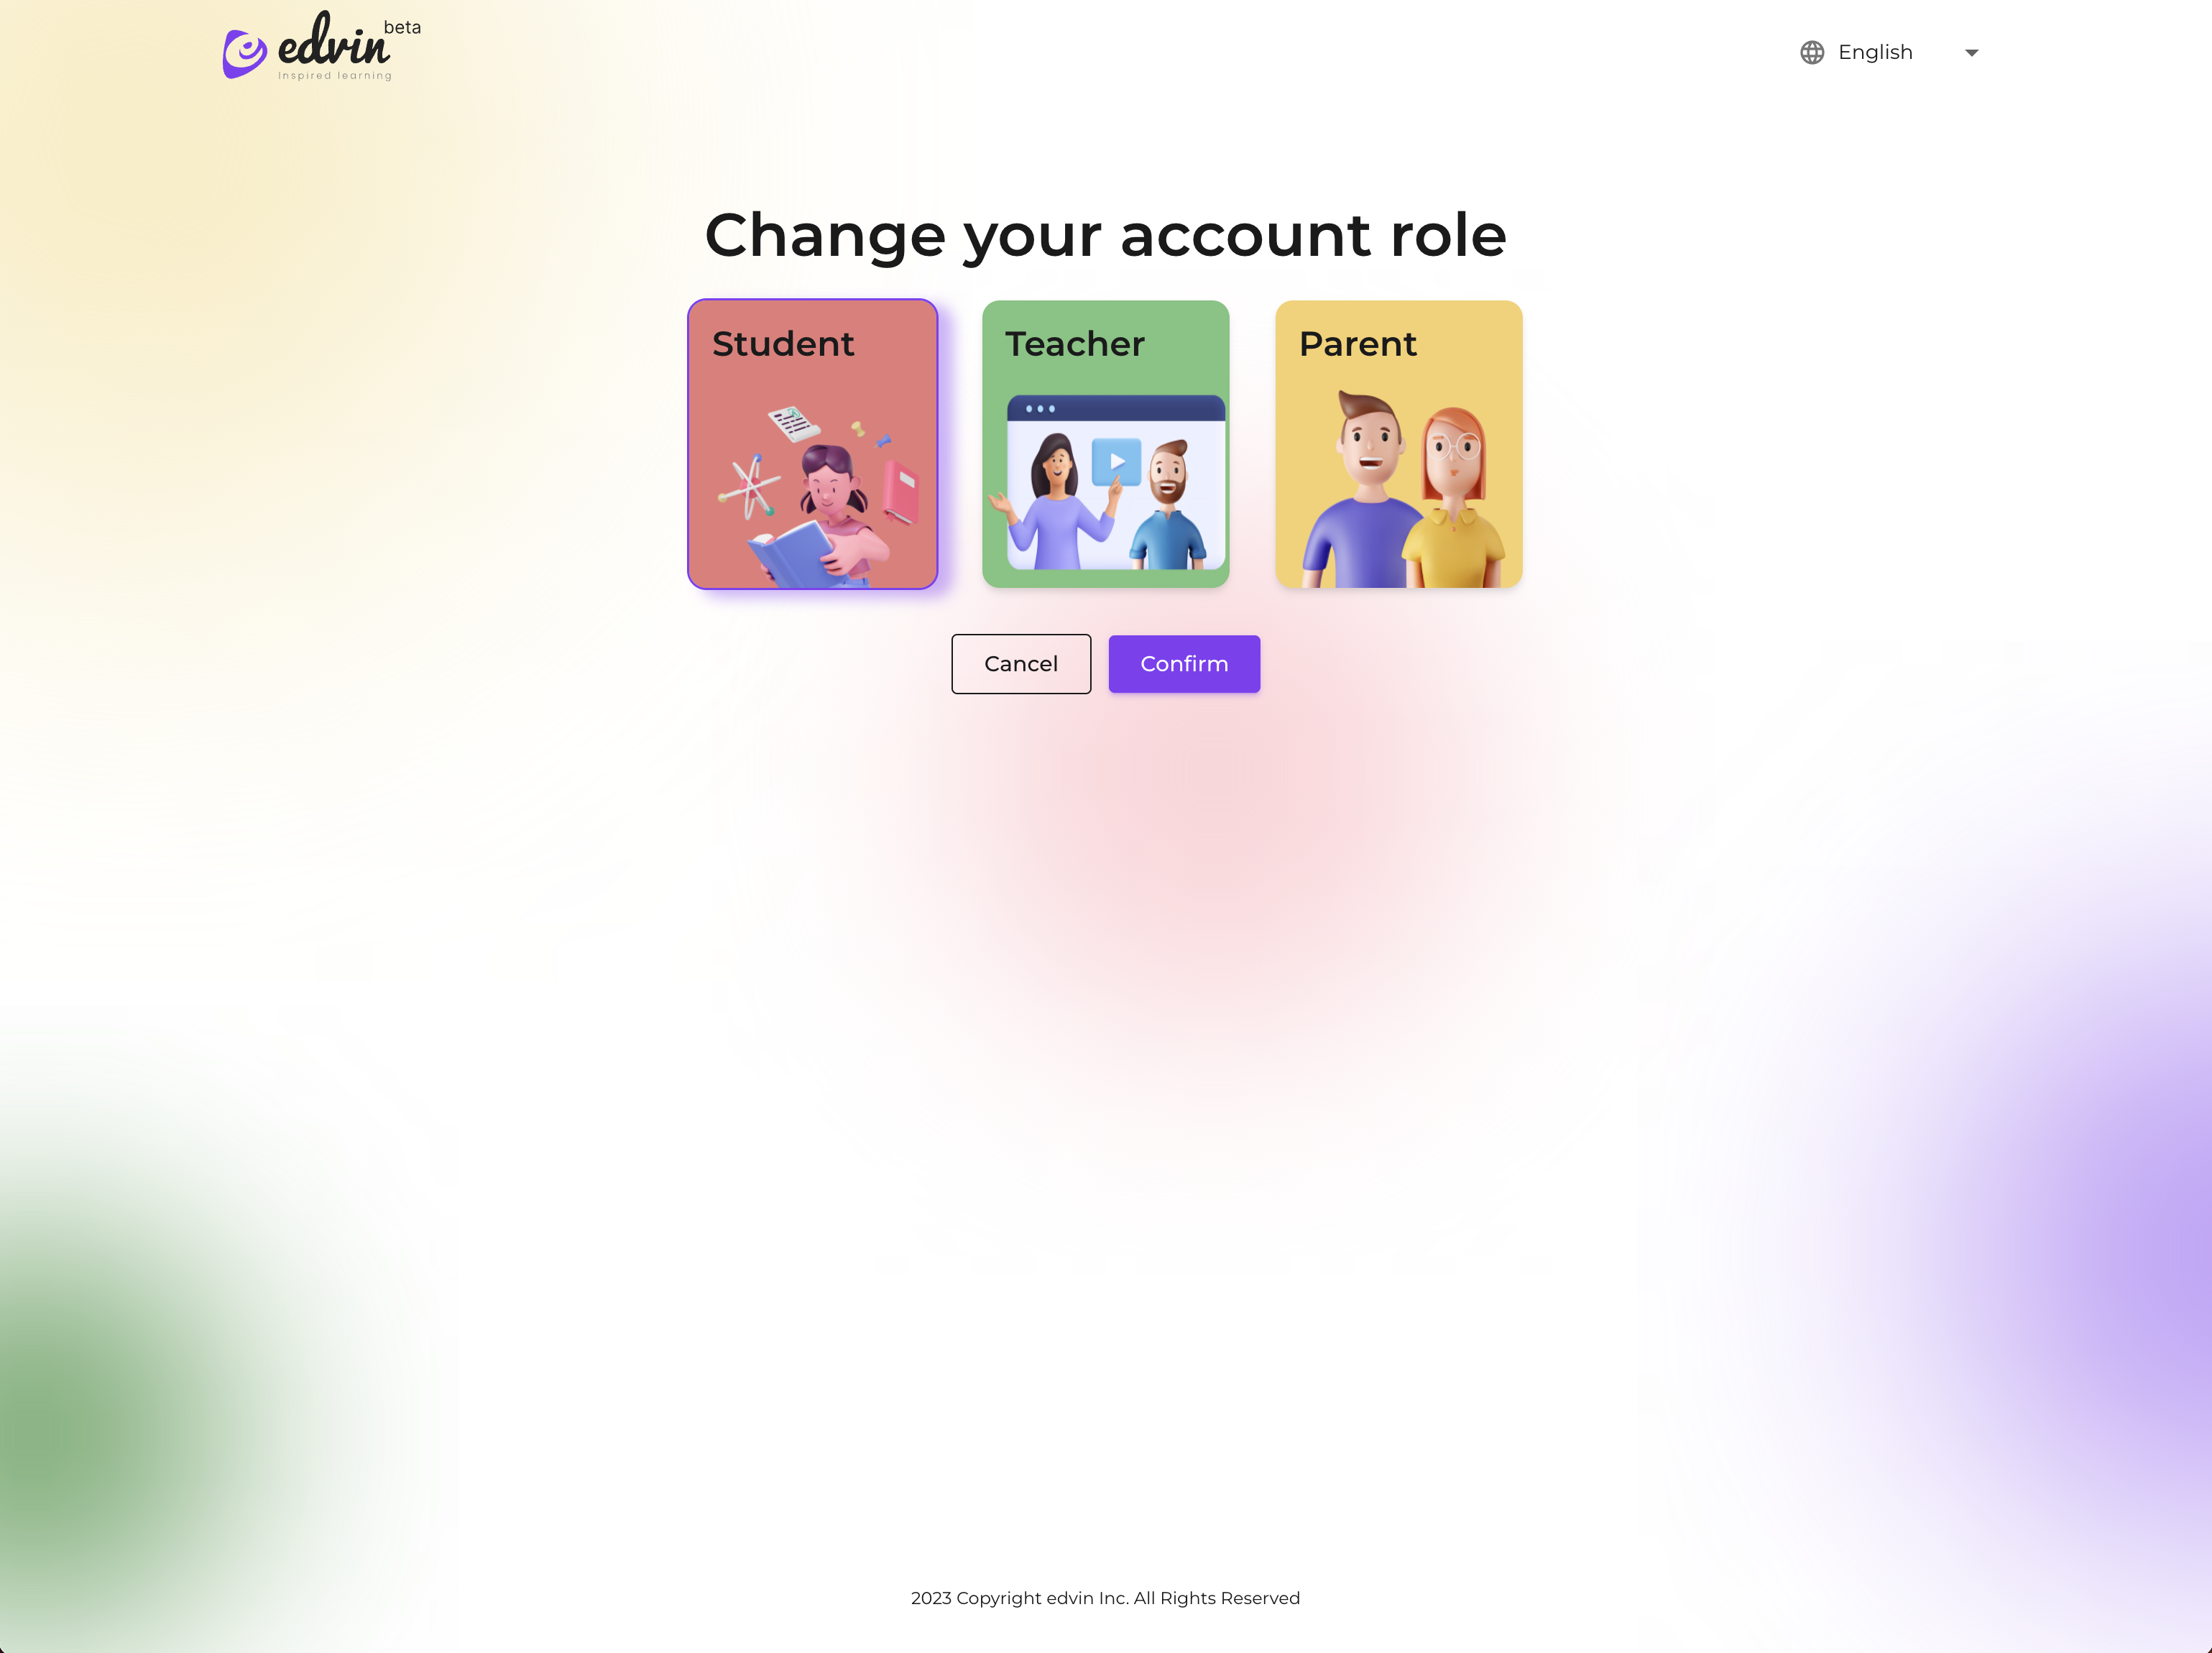 edvin beta
Inspired learning
English
Change your account role
Student
Teacher
Parent
Cancel
Confirm
2023 Copyright edvin Inc. All Rights Reserved